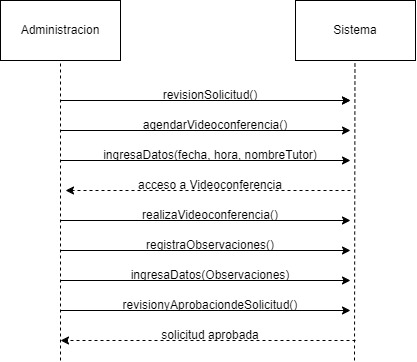 Administracion
Sistema
revisionSolicitud()
agendarVideoconferencia()
ingresaDatos(fecha, hora, nombreTutor)
acceso a Videoconferencia
realizaVideoconferencia()
registraObservaciones()
ingresaDatos(Observaciones)
revisionyAprobaciondeSolicitud()
solicitud aprobada